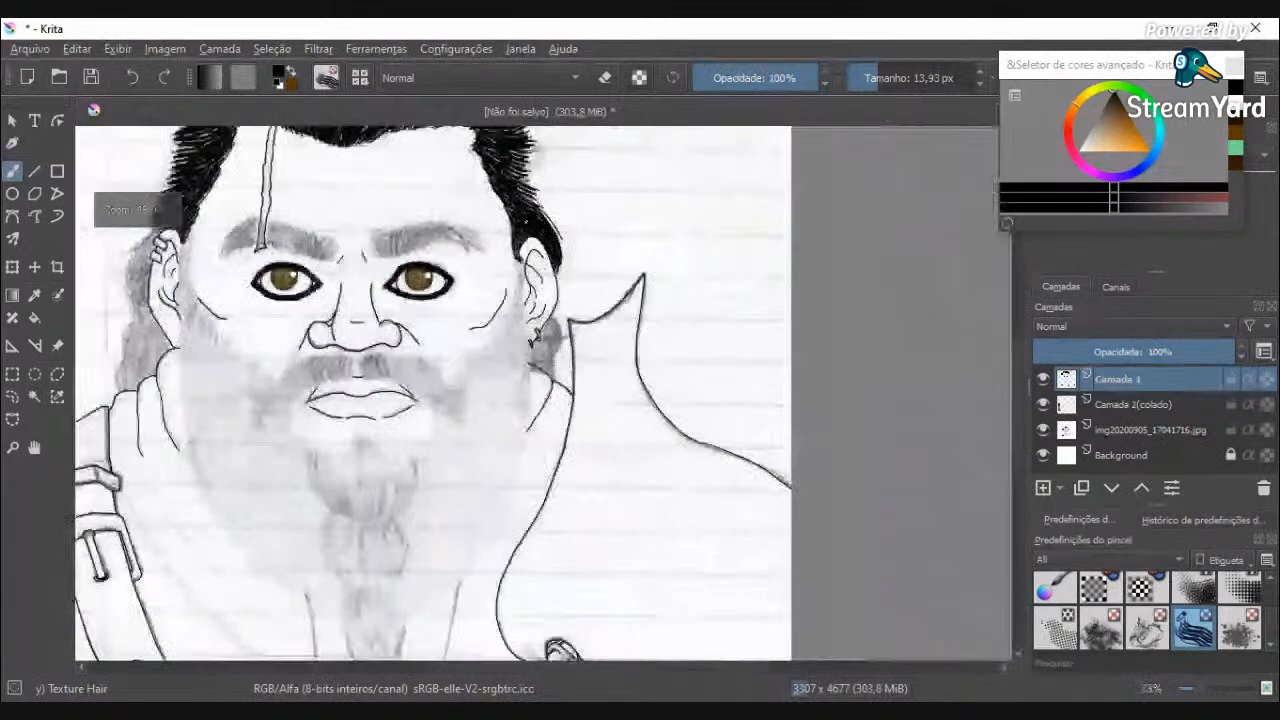 * - Krita
Powered by
StreamYard
Arquivo Editar Exibir Imagem Camada Seleção Filtrar Ferramentas Configurações Janela Ajuda
Normal
Opacidade: 100%
Tamanho: 13,93 px
&Seletor de cores avançado - Krita
[Não foi salvo] (303,8 MiB) *
Camadas Canais
Camadas
Normal
Opacidade: 100%
Camada 1
Camada 2(colado)
img20200905_17041716.jpg
Background
Predefinições d... Histórico de predefinições d...
Predefinições do pincel
All
Etiqueta
Pesquisar
y) Texture Hair
RGB/Alfa (8-bits inteiros/canal) sRGB-elle-V2-srgbtrc.icc
3307 x 4677 (303,8 MiB)